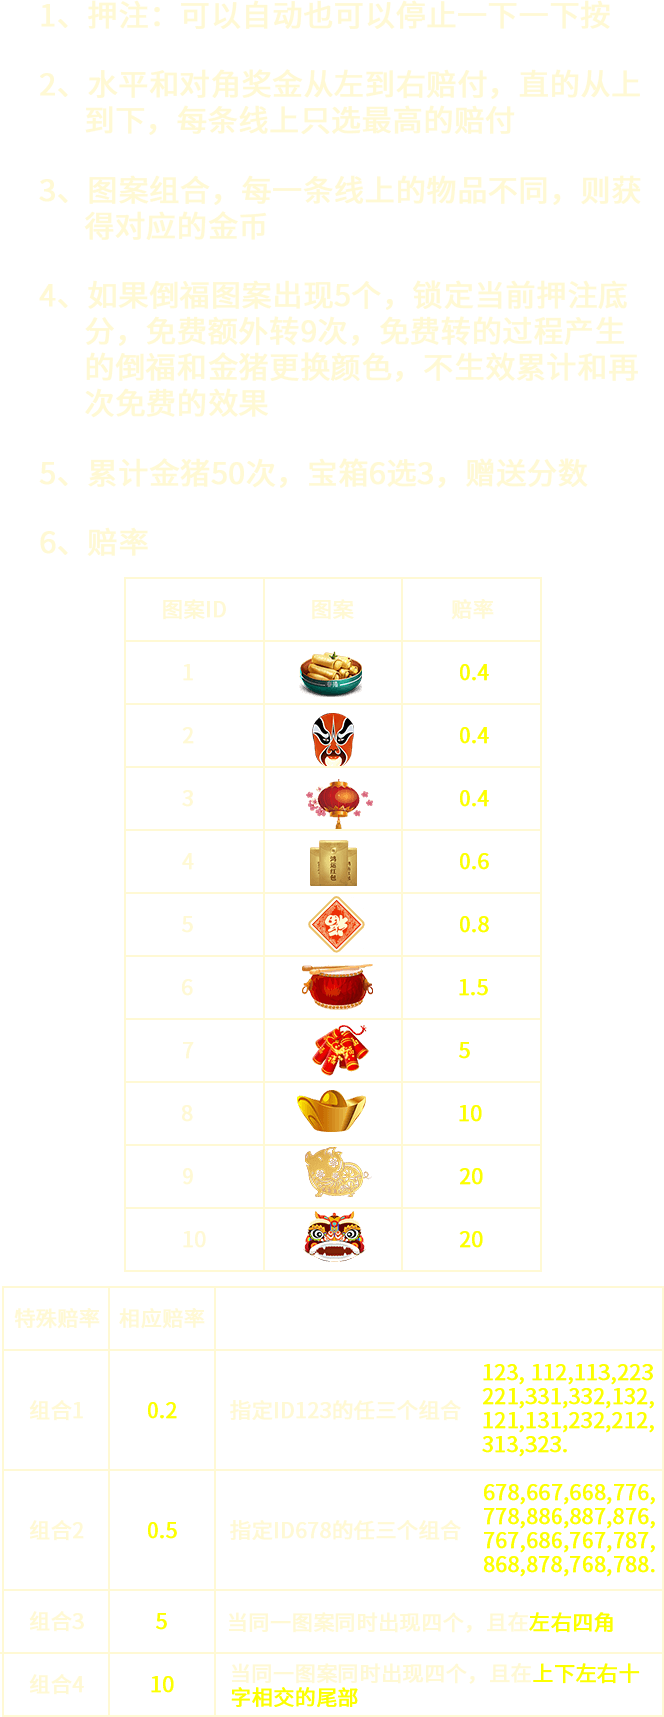 1、押注：可以自动也可以停止一下一下按
2、水平和对角奖金从左到右赔付，直的从上
到下，每条线上只选最高的赔付
3、图案组合，每一条线上的物品不同，则获
得对应的金币
4、如果倒福图案出现5个，锁定当前押注底
分，免费额外转9次，免费转的过程产生
的倒福和金猪更换颜色，不生效累计和再
次免费的效果
5、累计金猪50次，宝箱6选3，赠送分数
6、赔率
图案ID 图案 赔率
1 0.4
2 0.4
3 0.4
4 鸿运红包 0.6
5 0.8
6 1.5
7 5
8 10
9 20
10 20
特殊赔率 相应赔率
组合1 0.2 指定ID123的任三个组合
123, 112,113,223
221,331,332,132,
121,131,232,212,
313,323.
组合2 0.5 指定ID678的任三个组合
678,667,668,776,
778,886,887,876,
767,686,767,787,
868,878,768,788.
组合3 5 当同一图案同时出现四个，且在左右四角
组合4 10 当同一图案同时出现四个，且在上下左右十
字相交的尾部